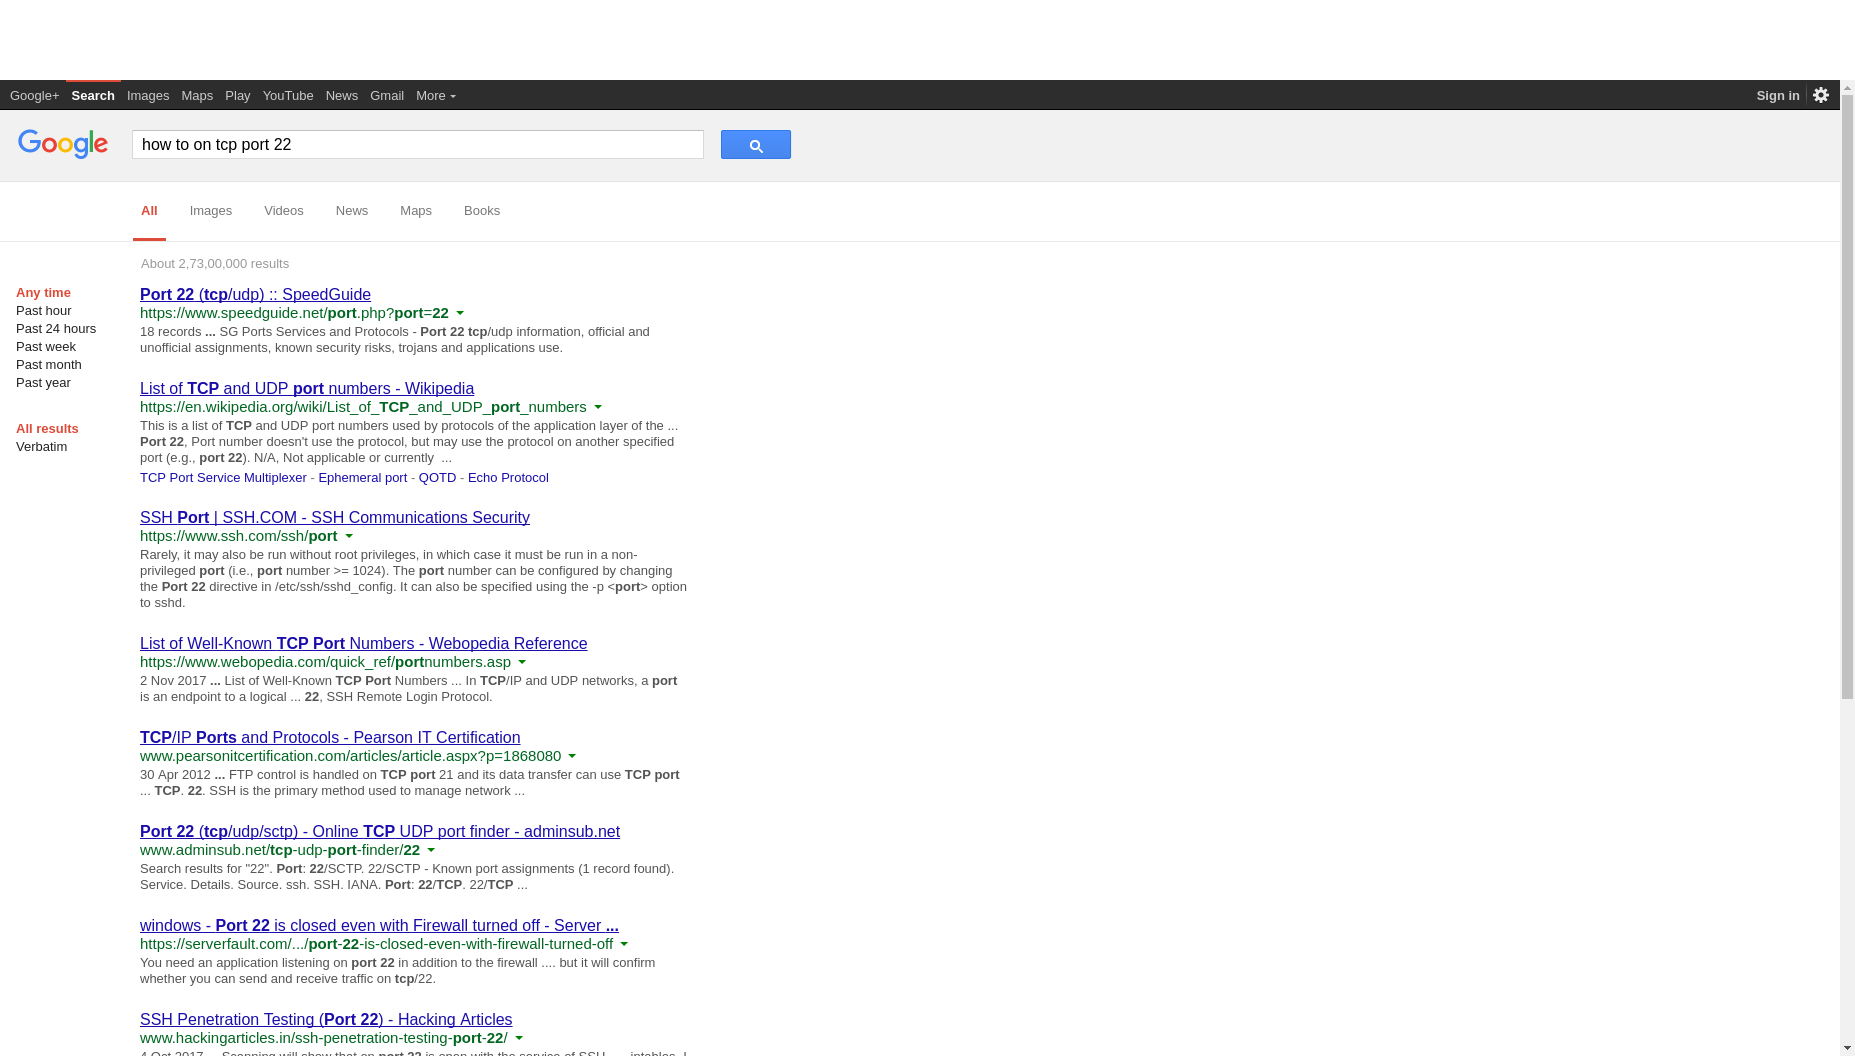 Google+ Search Images Maps Play YouTube News Gmail More Sign in
Google how to on tcp port 22
All Images Videos News Maps Books
About 2,73,00,000 results
Any time
Past hour
Past 24 hours
Past week
Past month
Past year
All results
Verbatim
Port 22 (tcp/udp) :: SpeedGuide
https://www.speedguide.net/port.php?port=22
18 records ... SG Ports Services and Protocols - Port 22 tcp/udp information, official and
unofficial assignments, known security risks, trojans and applications use.
List of TCP and UDP port numbers - Wikipedia
https://en.wikipedia.org/wiki/List_of_TCP_and_UDP_port_numbers
This is a list of TCP and UDP port numbers used by protocols of the application layer of the ...
Port 22, Port number doesn't use the protocol, but may use the protocol on another specified
port (e.g., port 22). N/A, Not applicable or currently ...
TCP Port Service Multiplexer - Ephemeral port - QOTD - Echo Protocol
SSH Port | SSH.COM - SSH Communications Security
https://www.ssh.com/ssh/port
Rarely, it may also be run without root privileges, in which case it must be run in a non-
privileged port (i.e., port number >= 1024). The port number can be configured by changing
the Port 22 directive in /etc/ssh/sshd_config. It can also be specified using the -p <port> option
to sshd.
List of Well-Known TCP Port Numbers - Webopedia Reference
https://www.webopedia.com/quick_ref/portnumbers.asp
2 Nov 2017 ... List of Well-Known TCP Port Numbers ... In TCP/IP and UDP networks, a port
is an endpoint to a logical ... 22, SSH Remote Login Protocol.
TCP/IP Ports and Protocols - Pearson IT Certification
www.pearsonitcertification.com/articles/article.aspx?p=1868080
30 Apr 2012 ... FTP control is handled on TCP port 21 and its data transfer can use TCP port
... TCP. 22. SSH is the primary method used to manage network ...
Port 22 (tcp/udp/sctp) - Online TCP UDP port finder - adminsub.net
www.adminsub.net/tcp-udp-port-finder/22
Search results for "22". Port: 22/SCTP. 22/SCTP - Known port assignments (1 record found).
Service. Details. Source. ssh. SSH. IANA. Port: 22/TCP. 22/TCP ...
windows - Port 22 is closed even with Firewall turned off - Server ...
https://serverfault.com/.../port-22-is-closed-even-with-firewall-turned-off
You need an application listening on port 22 in addition to the firewall .... but it will confirm
whether you can send and receive traffic on tcp/22.
SSH Penetration Testing (Port 22) - Hacking Articles
www.hackingarticles.in/ssh-penetration-testing-port-22/
4 Oct 2017 ... Scanning will show that on port 22 is open with the service of SSH